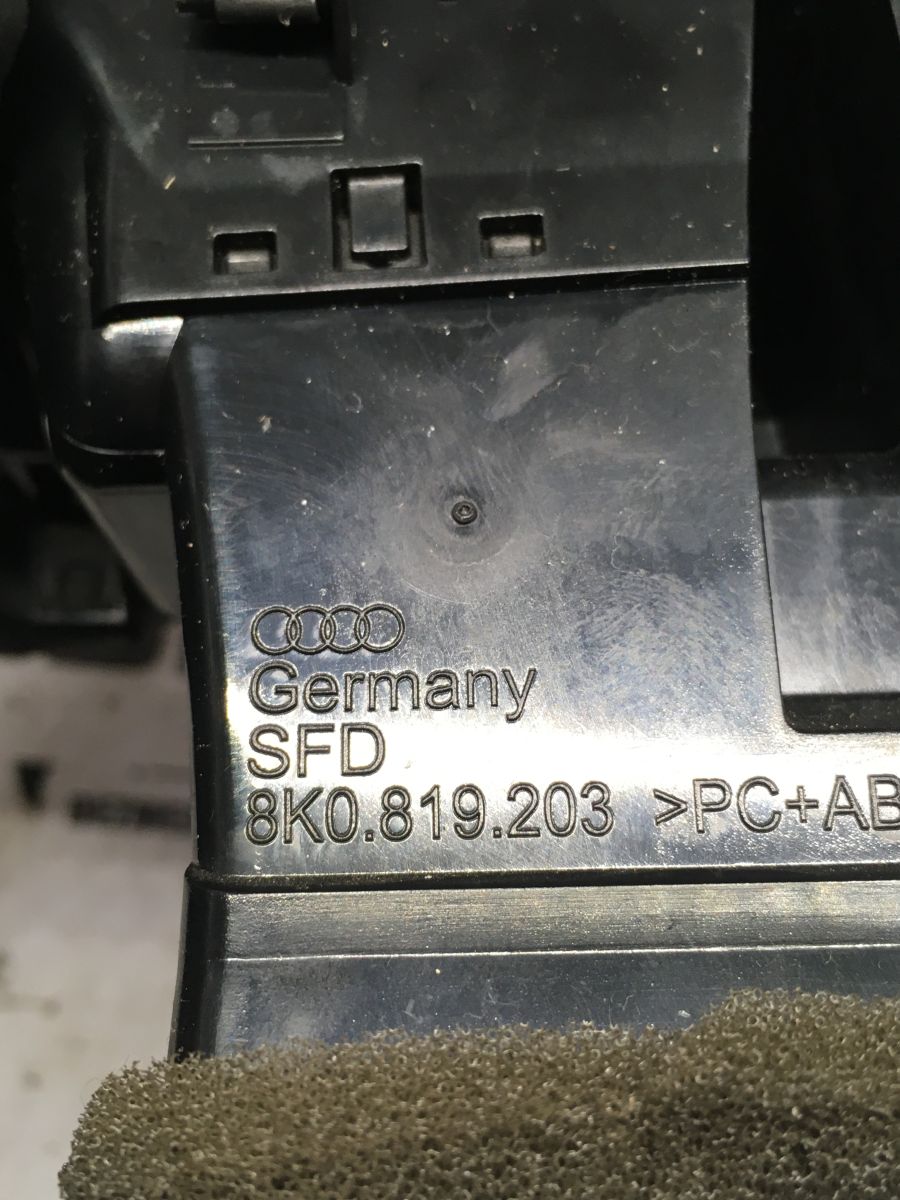 Germany
SFD
8K0.819.203 >PC+AB